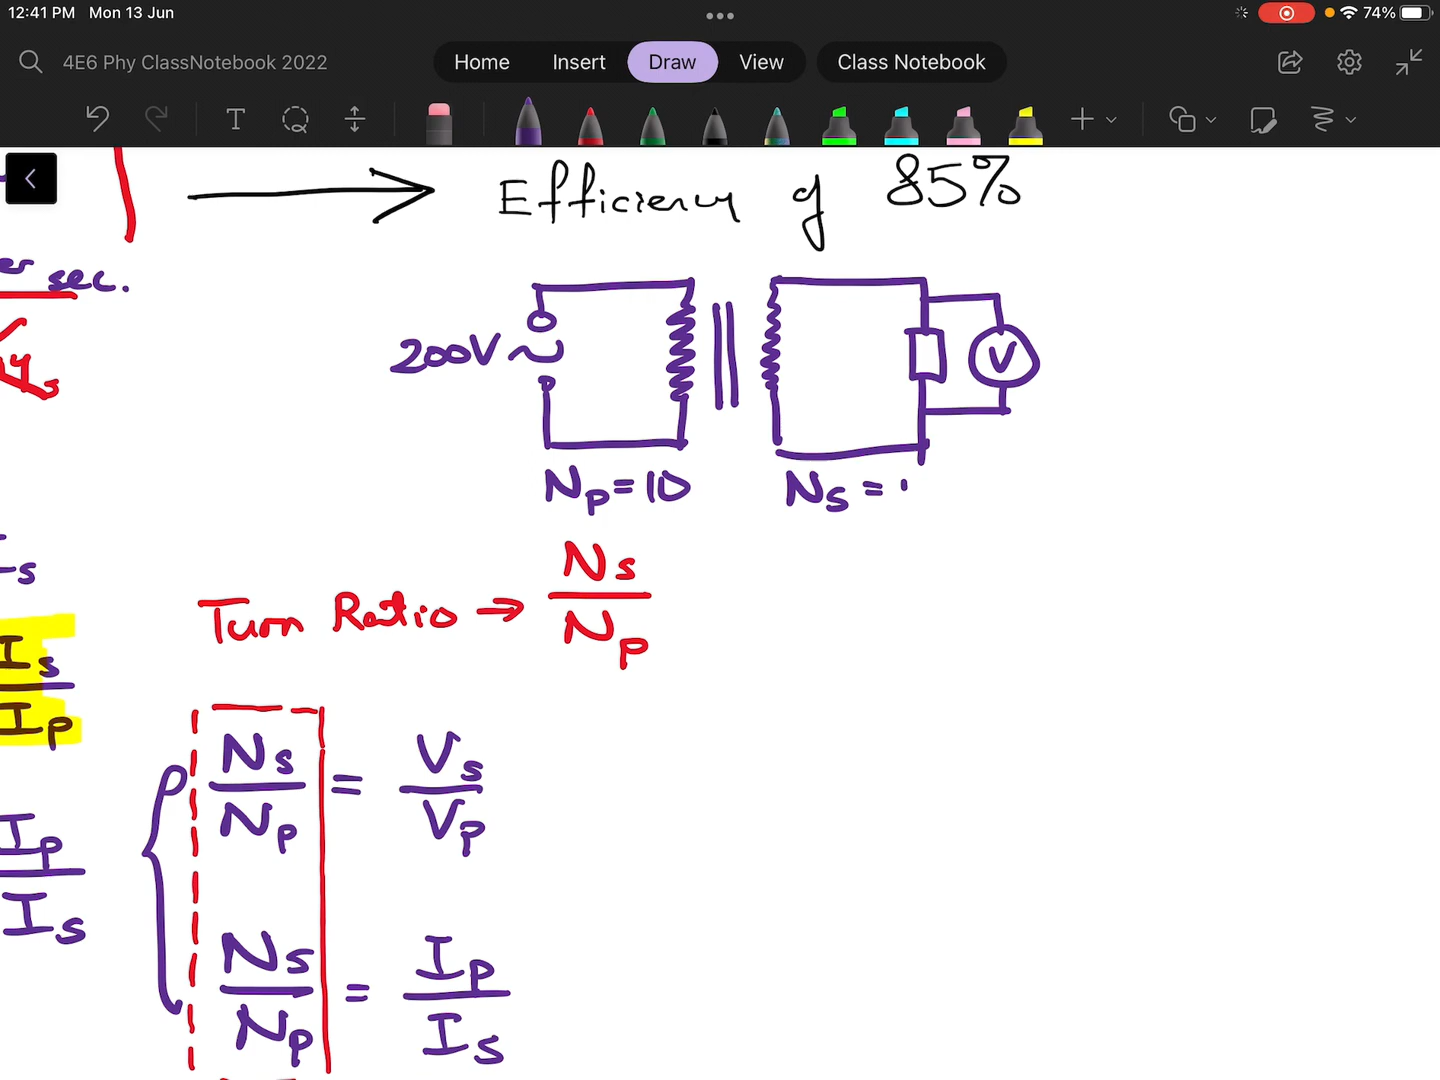 12:41 PM Mon 13 Jun
74%
4E6 Phy ClassNotebook 2022
Home Insert Draw View Class Notebook
T
Efficiency of 85%
sec.
200V
V
Np = 10
Ns =
s
Turn Ratio → Ns/Np
Is/Ip
Ns/Np = Vs/Vp
Ip/Is
Ns/Np = Ip/Is